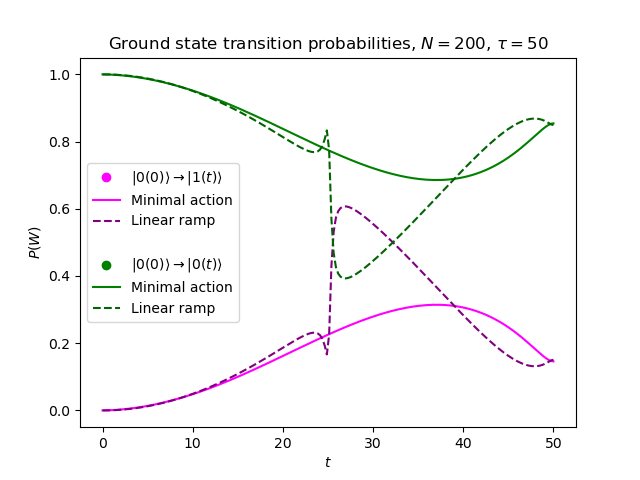 Ground state transition probabilities, $N = 200$, $\tau = 50$
P(W)
1.0
0.8
0.6
0.4
0.2
0.0
|0(0)⟩ → |1(t)⟩
Minimal action
Linear ramp
|0(0)⟩ → |0(t)⟩
Minimal action
Linear ramp
0 10 20 30 40 50
t